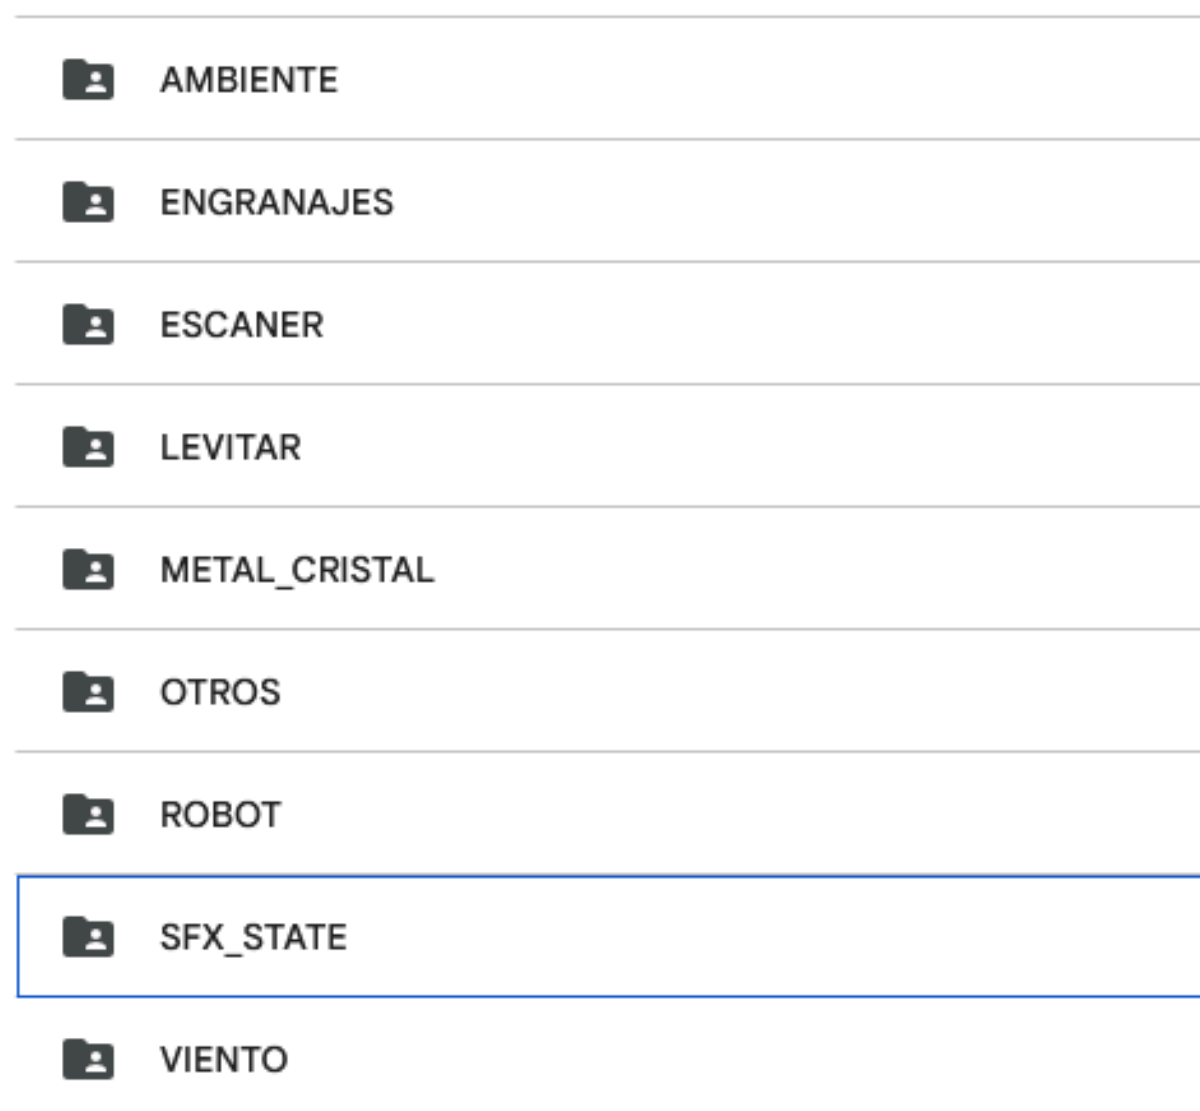 AMBIENTE
ENGRANAJES
ESCANER
LEVITAR
METAL_CRISTAL
OTROS
ROBOT
SFX_STATE
VIENTO